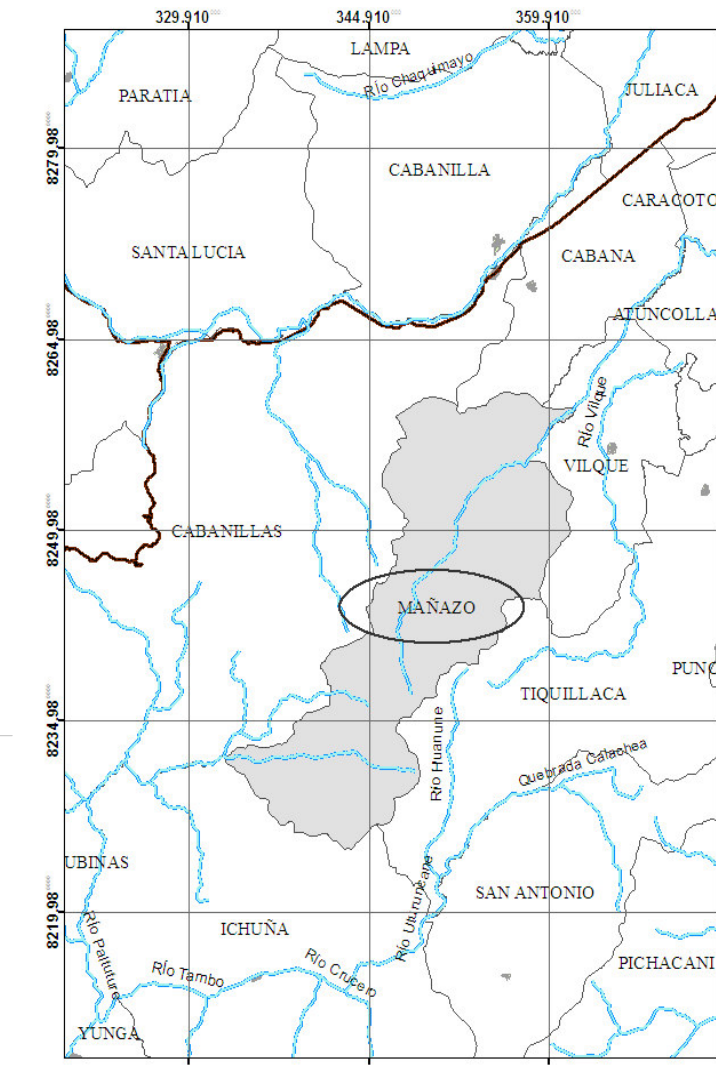 329.910 344.910 359.910
LAMPA
Río Chaquimayo
PARATIA
JULIACA
8279.98
CABANILLA
CARACOTO
SANTA LUCIA
CABANA
ATUNCOLLA
8264.98
Río Vilque
VILQUE
8249.98
CABANILLAS
MAÑAZO
PUNO
TIQUILLACA
8234.98
Río Huanune
Quebrada Calachea
UBINAS
SAN ANTONIO
Río Uturuncane
8219.98
ICHUÑA
Río Paltuture
Río Tambo
Río Crucero
PICHACANI
YUNGA